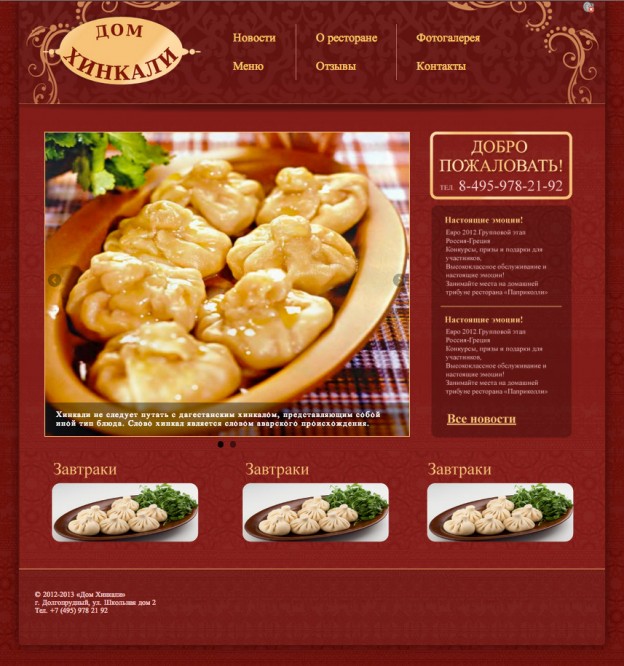 ДОМ
ХИНКАЛИ
Новости
О ресторане
Фотогалерея
Меню
Отзывы
Контакты
ДОБРО
ПОЖАЛОВАТЬ!
ТЕЛ. 8-495-978-21-92
Настоящие эмоции!
Евро 2012.Групповой этап
Россия-Греция
Конкурсы, призы и подарки для
участников,
Высококлассное обслуживание и
настоящие эмоции!
Занимайте места на домашней
трибуне ресторана «Папричолли»
Настоящие эмоции!
Евро 2012.Групповой этап
Россия-Греция
Конкурсы, призы и подарки для
участников,
Высококлассное обслуживание и
настоящие эмоции!
Занимайте места на домашней
трибуне ресторана «Папричолли»
Все новости
Хинкали не следует путать с дагестанским хинкалом, представляющим собой
иной тип блюда. Слово хинкал является словом аварского происхождения.
Завтраки
Завтраки
Завтраки
© 2012-2013 «Дом Хинкали»
г. Долгопрудный, ул. Школьная дом 2
Тел. +7 (495) 978 21 92